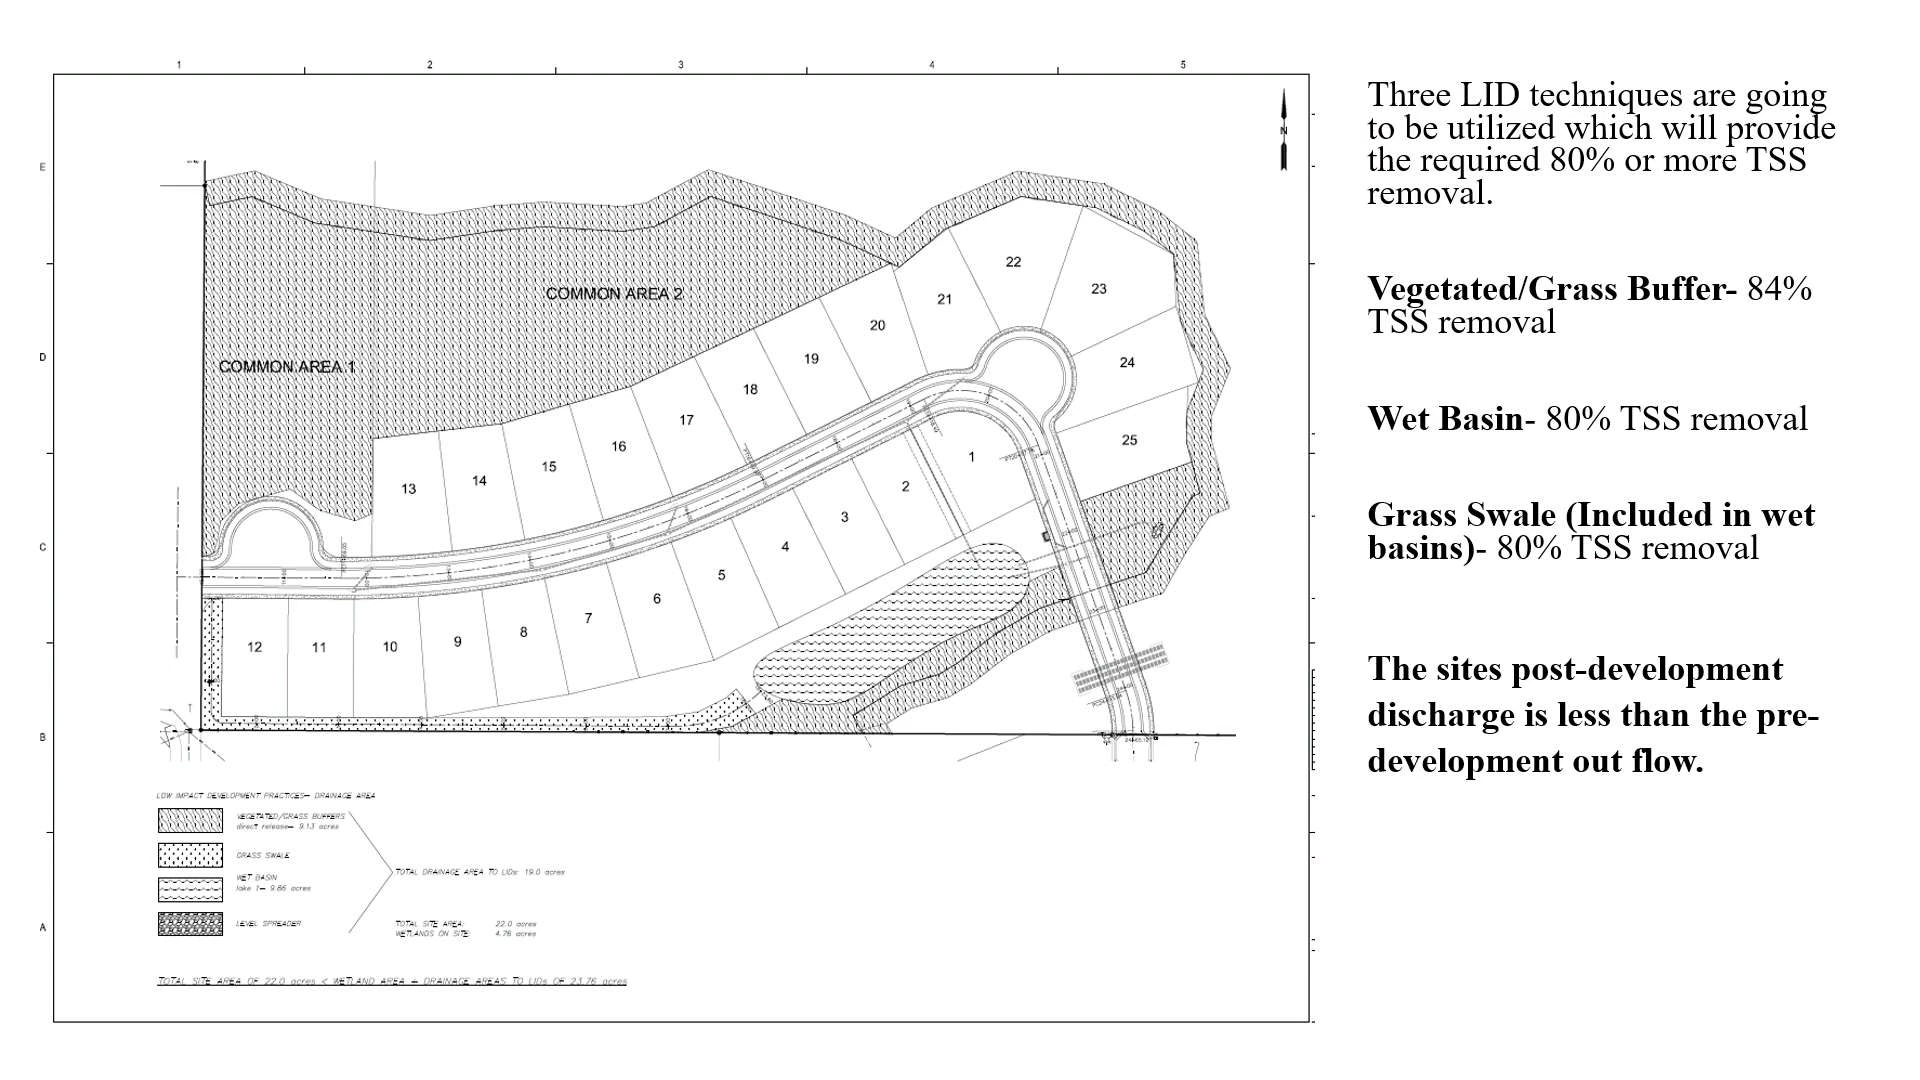 1 2 3 4 5
E
D
C
B
A
N
COMMON AREA 2
COMMON AREA 1
22
23
21
20
24
19
18
25
17
16
1
15
14
13
2
3
4
5
6
7
8
9
10
11
12
LOW IMPACT DEVELOPMENT PRACTICES- DRAINAGE AREA
VEGETATED/GRASS BUFFERS
direct release- 9.13 acres
GRASS SWALE
WET BASIN
lake 1- 9.86 acres
LEVEL SPREADER
TOTAL DRAINAGE AREA TO LIDs: 19.0 acres
TOTAL SITE AREA: 22.0 acres
WETLANDS ON SITE: 4.76 acres
TOTAL SITE AREA OF 22.0 acres < WETLAND AREA + DRAINAGE AREAS TO LIDs OF 23.76 acres
Three LID techniques are going
to be utilized which will provide
the required 80% or more TSS
removal.
Vegetated/Grass Buffer- 84%
TSS removal
Wet Basin- 80% TSS removal
Grass Swale (Included in wet
basins)- 80% TSS removal
The sites post-development
discharge is less than the pre-
development out flow.